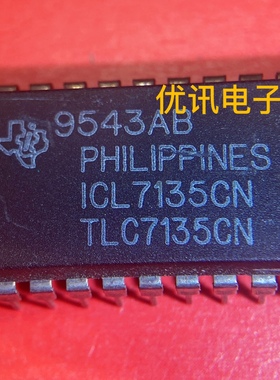 优讯电子
9543AB
PHILIPPINES
ICL7135CN
TLC7135CN